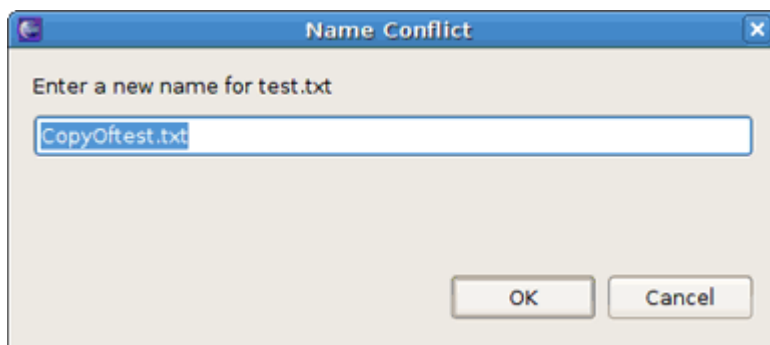 Name Conflict
Enter a new name for test.txt
CopyOftest.txt
OK Cancel